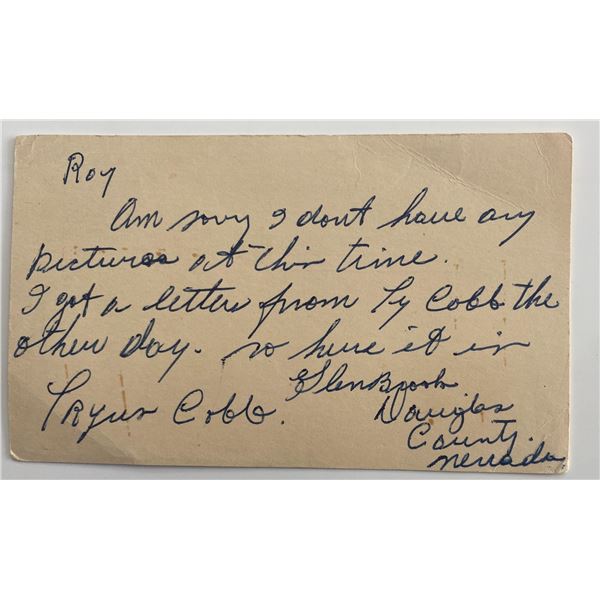 Roy
Am sorry I dont have any
pictures at this time.
I got a letter from Ty Cobb the
other day. so here it is
Tryus Cobb. GlenBrook
Douglas
County.
Nevada